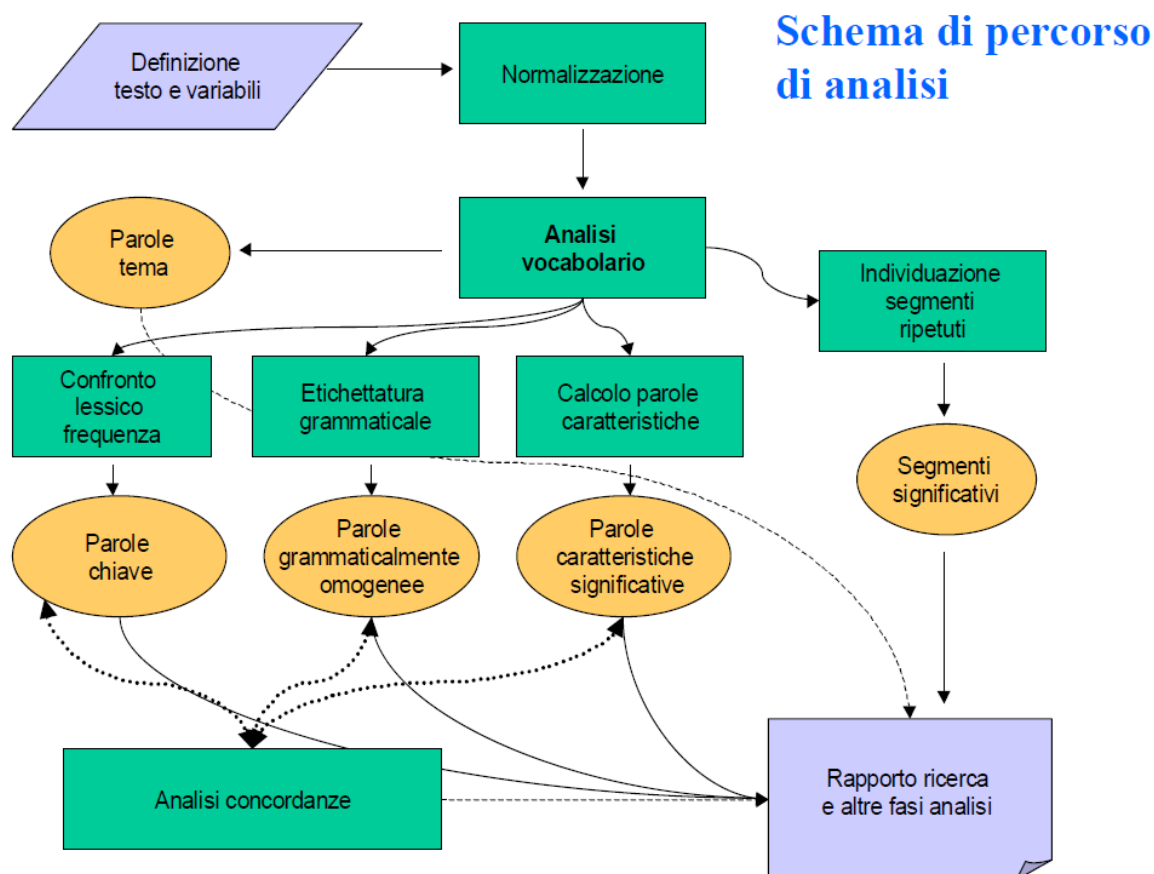 Schema di percorso
di analisi
Definizione
testo e variabili
Normalizzazione
Parole
tema
Analisi
vocabolario
Individuazione
segmenti
ripetuti
Confronto
lessico
frequenza
Etichettatura
grammaticale
Calcolo parole
caratteristiche
Segmenti
significativi
Parole
chiave
Parole
grammaticalmente
omogenee
Parole
caratteristiche
significative
Analisi concordanze
Rapporto ricerca
e altre fasi analisi